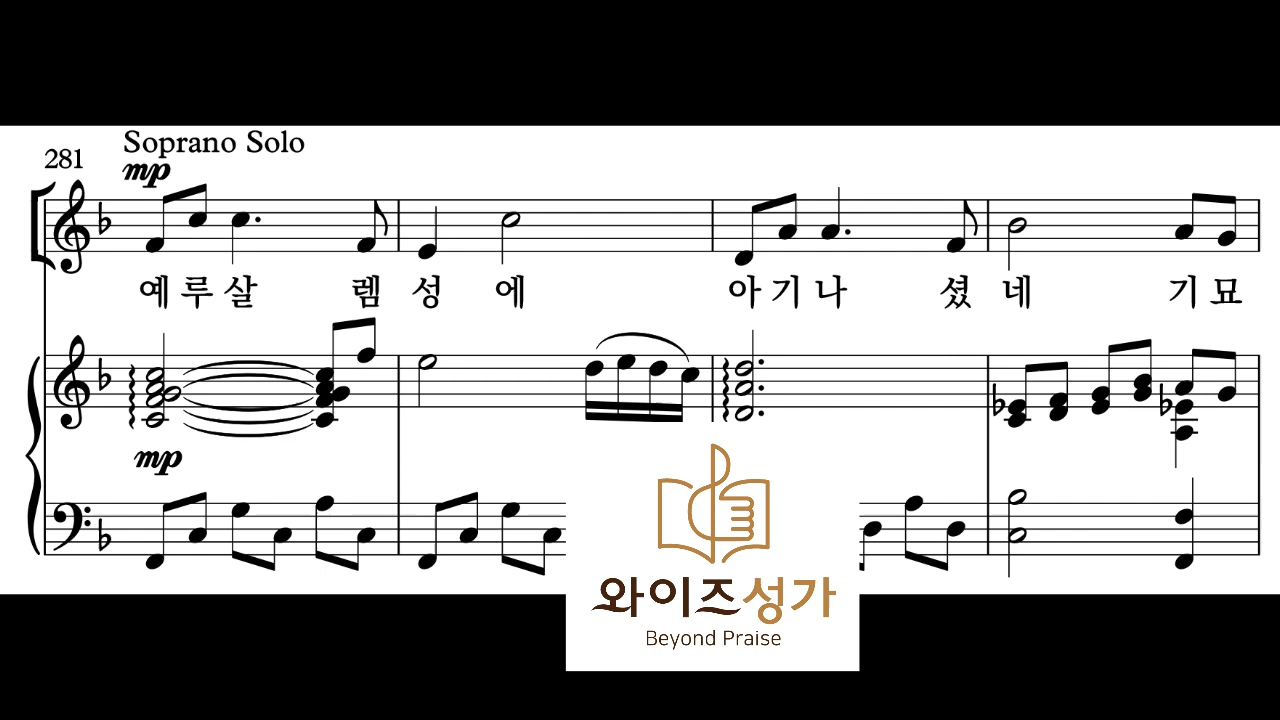 Soprano Solo
281
mp
예 루 살 렘 성 에 아 기 나 셨 네 기 묘
mp
와이즈성가
Beyond Praise